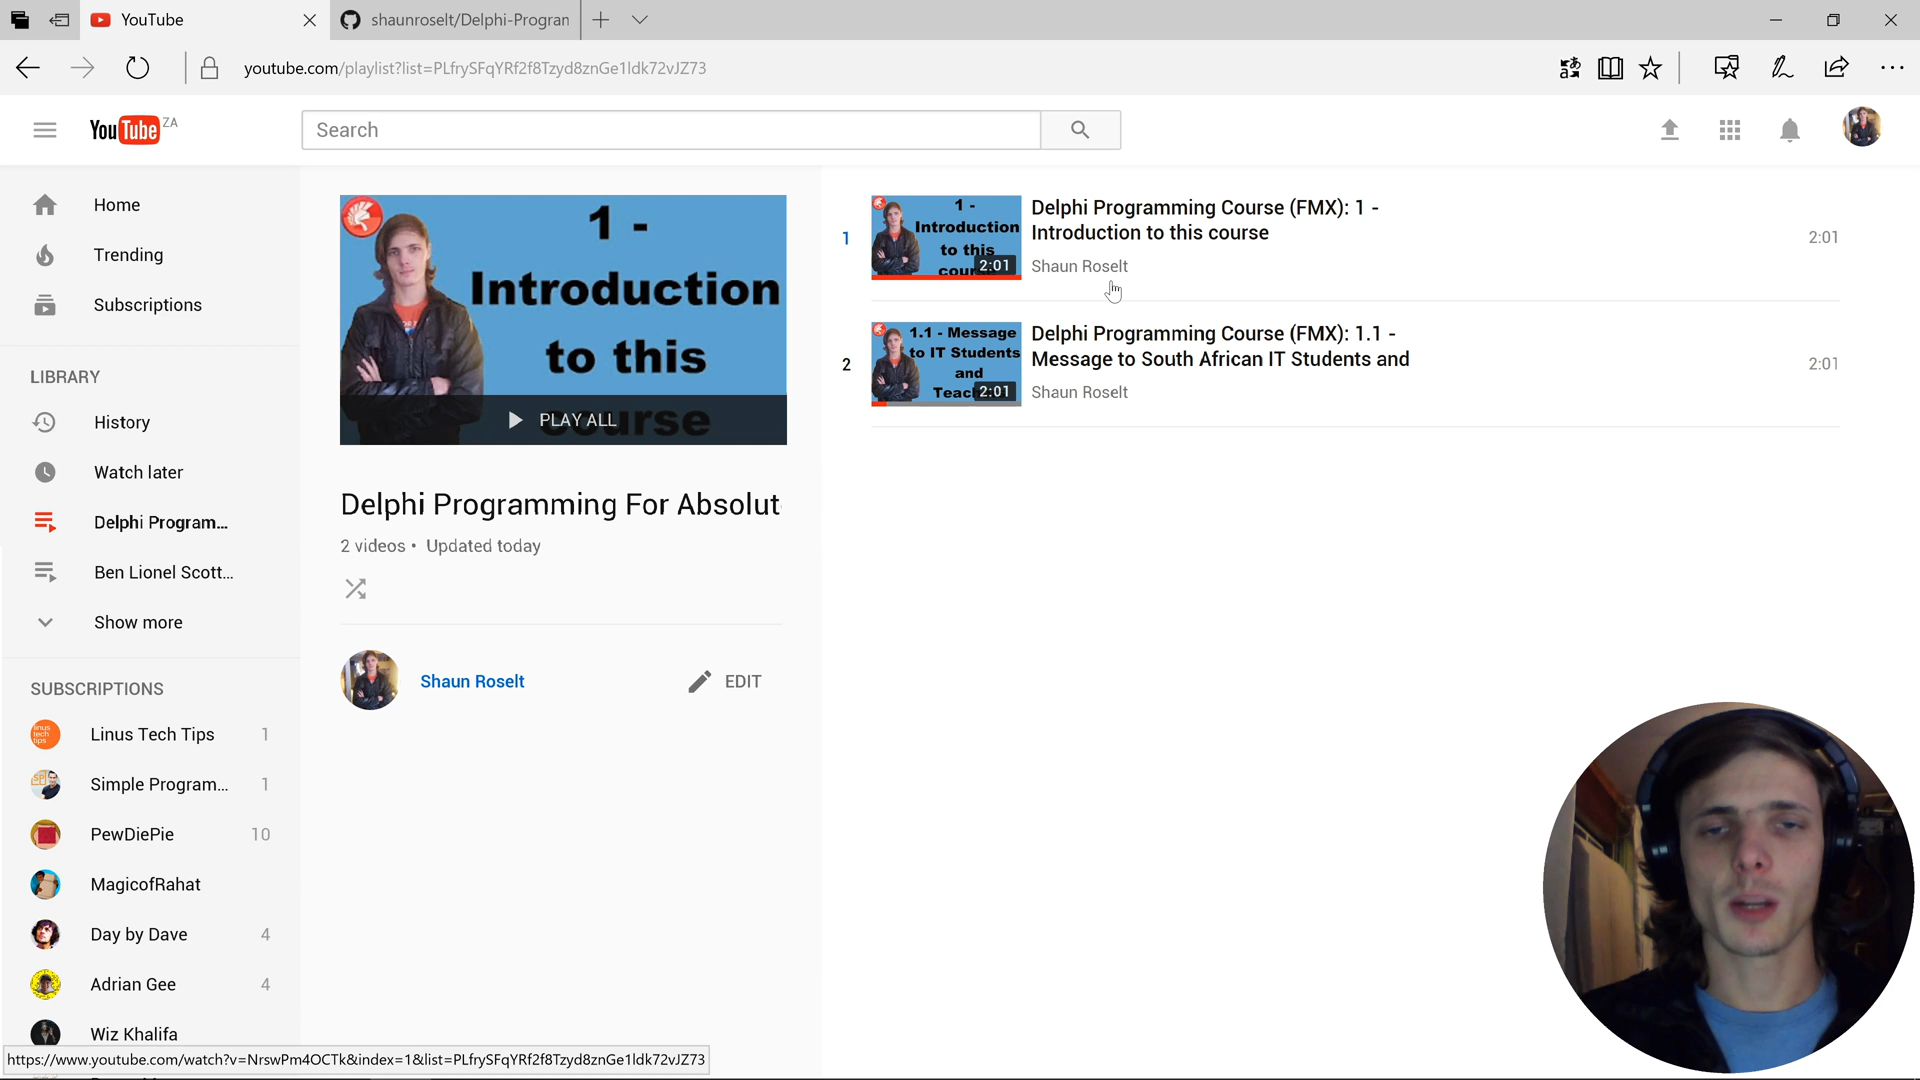 YouTube
shaunroselt/Delphi-Progran
youtube.com/playlist?list=PLfrySFqYRf2f8Tzyd8znGe1ldk72vJZ73
YouTube ZA
Search
Home
Trending
Subscriptions
LIBRARY
History
Watch later
Delphi Program...
Ben Lionel Scott...
Show more
SUBSCRIPTIONS
Linus Tech Tips 1
Simple Program... 1
PewDiePie 10
MagicofRahat
Day by Dave 4
Adrian Gee 4
Wiz Khalifa
https://www.youtube.com/watch?v=NrswPm4OCTk&index=1&list=PLfrySFqYRf2f8Tzyd8znGe1ldk72vJZ73
1 -
Introduction
to this
course
PLAY ALL
Delphi Programming For Absolut
2 videos • Updated today
Shaun Roselt
EDIT
1
1 -
Introduction
to this
course
2:01
Delphi Programming Course (FMX): 1 -
Introduction to this course
Shaun Roselt
2:01
2
1.1 - Message
to IT Students
and
2:01
Delphi Programming Course (FMX): 1.1 -
Message to South African IT Students and
Shaun Roselt
2:01